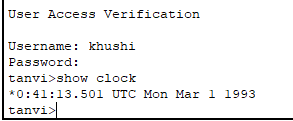 User Access Verification
Username: khushi
Password:
tanvi>show clock
*0:41:13.501 UTC Mon Mar 1 1993
tanvi>